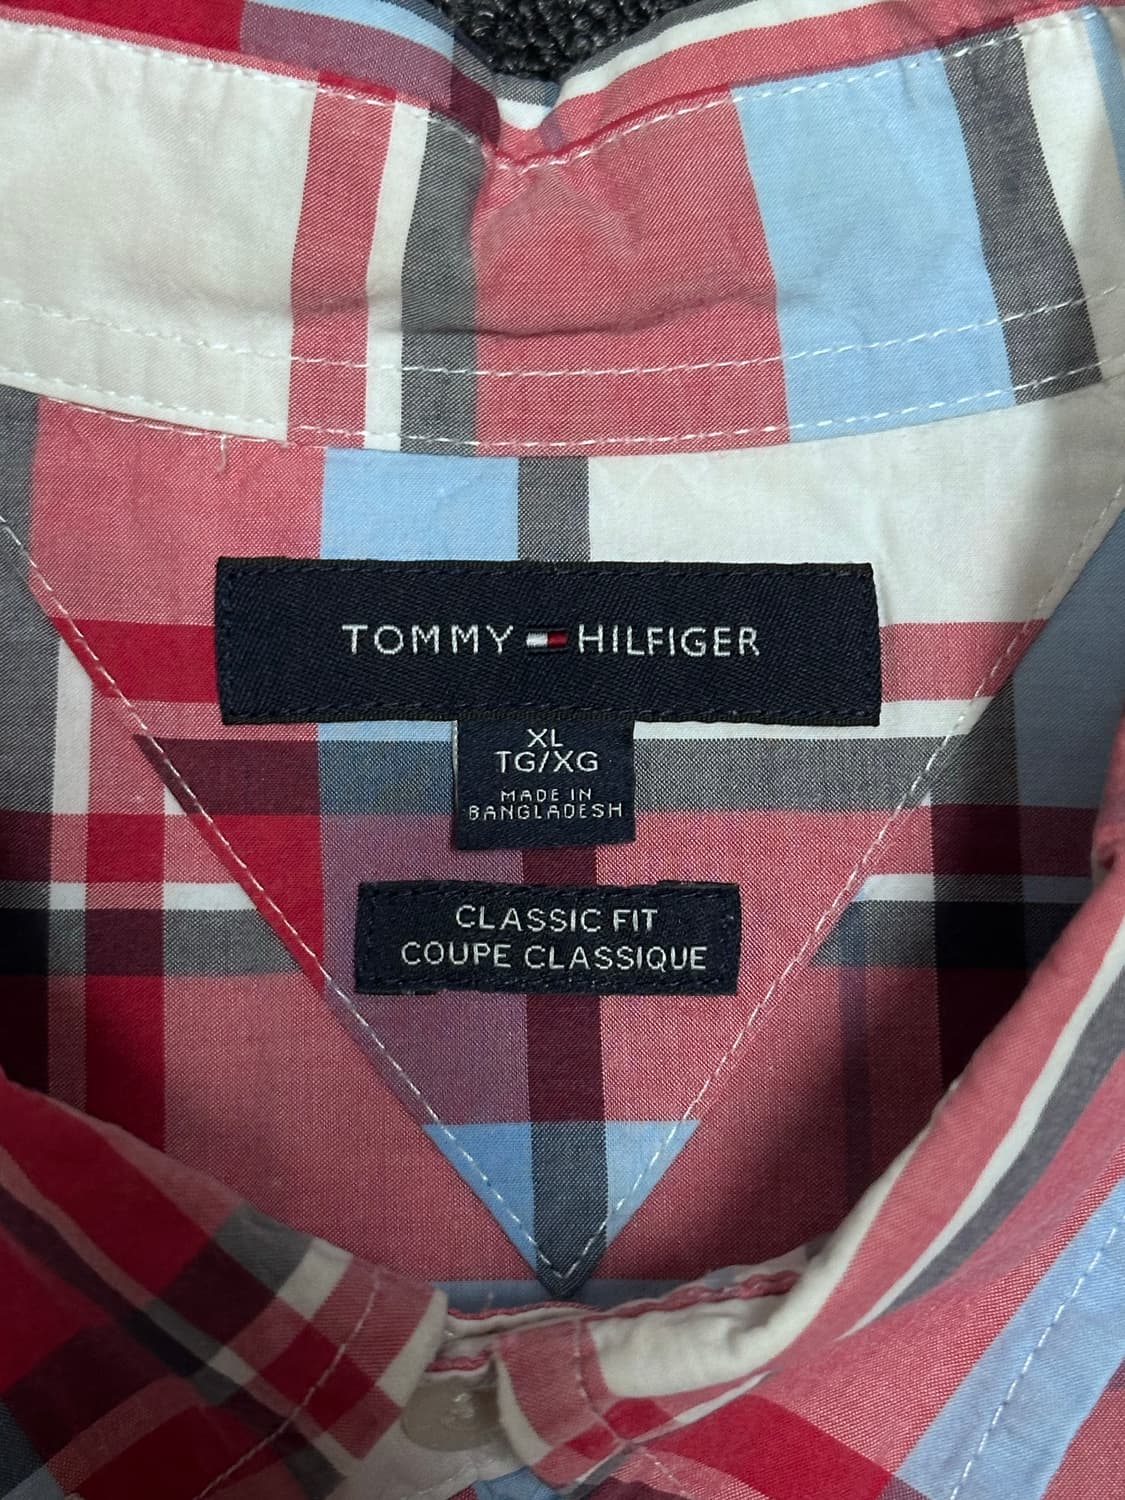 TOMMY HILFIGER
XL
TG/XG
MADE IN
BANGLADESH
CLASSIC FIT
COUPE CLASSIQUE